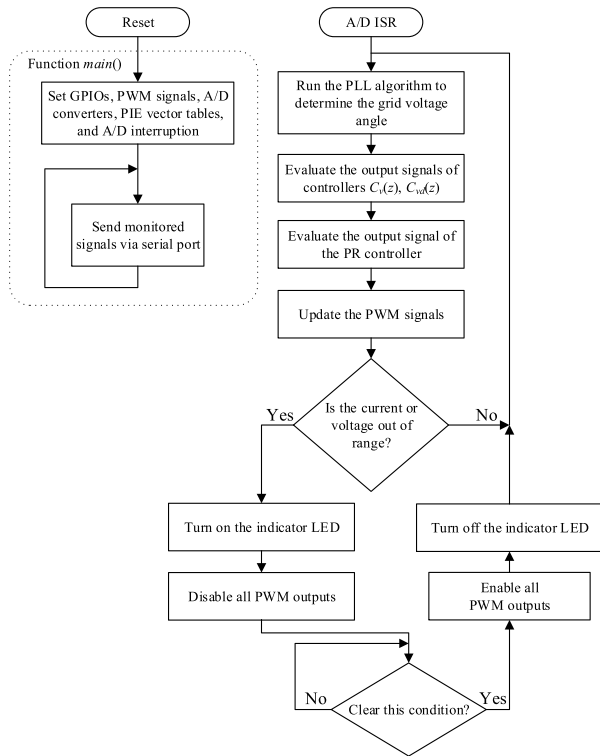 Reset
Function main()
Set GPIOs, PWM signals, A/D
converters, PIE vector tables,
and A/D interruption
Send monitored
signals via serial port
A/D ISR
Run the PLL algorithm to
determine the grid voltage
angle
Evaluate the output signals of
controllers Cv(z), Cvd(z)
Evaluate the output signal of
the PR controller
Update the PWM signals
Is the current or
voltage out of
range?
Yes
No
Turn on the indicator LED
Disable all PWM outputs
Turn off the indicator LED
Enable all
PWM outputs
Clear this condition?
No
Yes